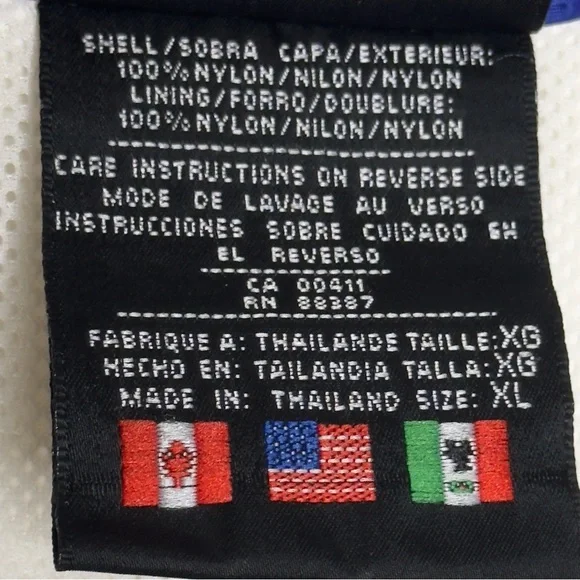 SHELL/SOBRA CAPA/EXTERIEUR:
100% NYLON/NILON/NYLON
LINING/FORRO/DOUBLURE:
100% NYLON/NILON/NYLON
CARE INSTRUCTIONS ON REVERSE SIDE
MODE DE LAVAGE AU VERSO
INSTRUCCIONES SOBRE CUIDADO EN
EL REVERSO
CA 00411
RN 88387
FABRIQUE A: THAILANDE TAILLE: XG
HECHO EN: TAILANDIA TALLA: XG
MADE IN: THAILAND SIZE: XL